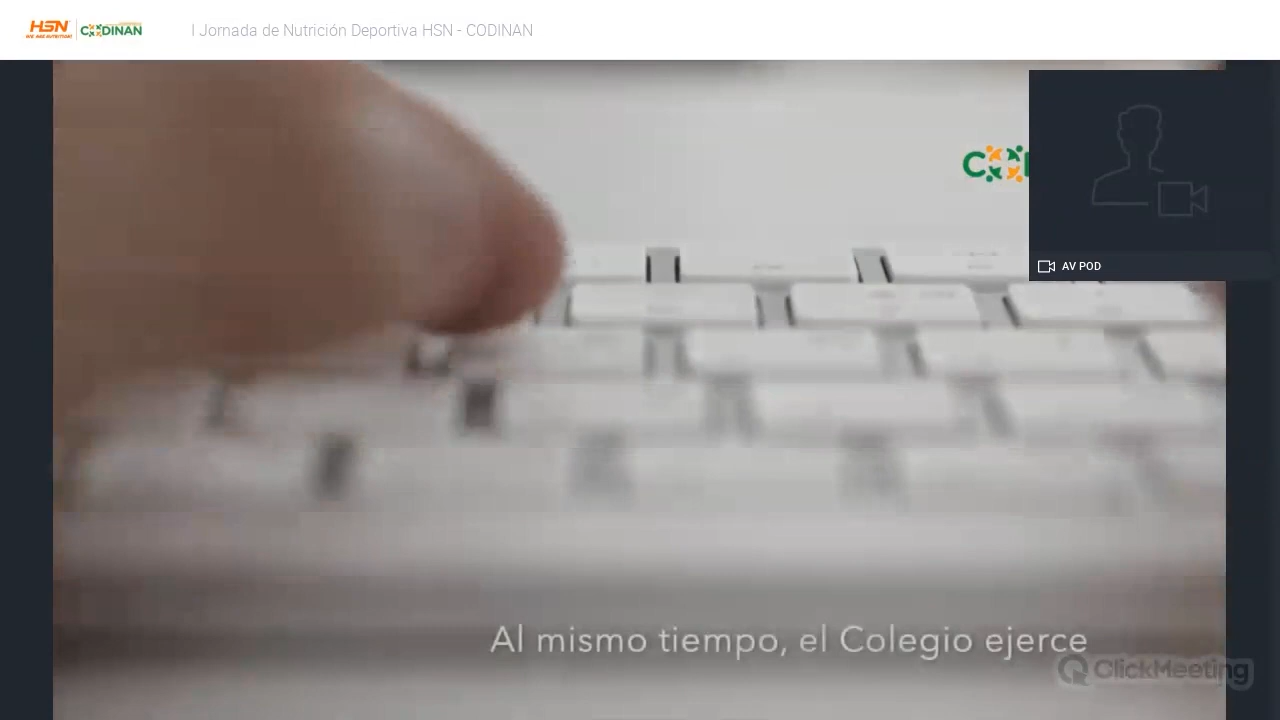 HSN CODINAN I Jornada de Nutrición Deportiva HSN - CODINAN
AV POD
Al mismo tiempo, el Colegio ejerce
ClickMeeting